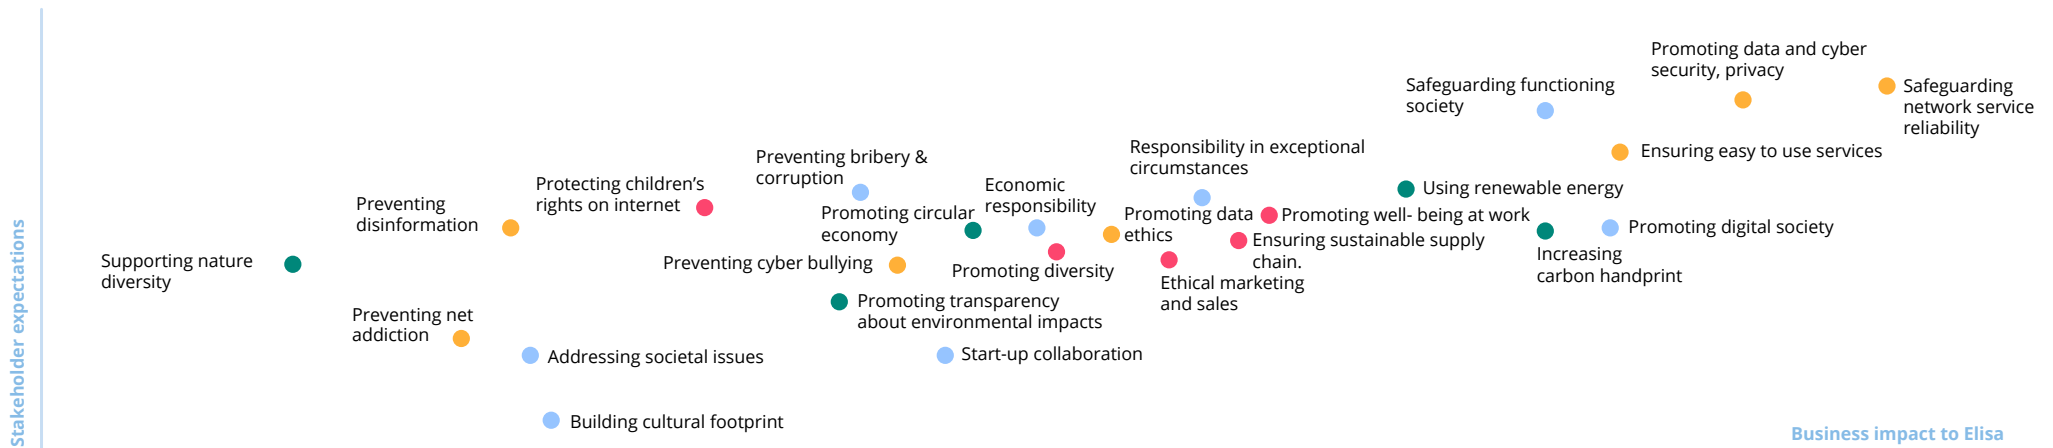 Promoting data and cyber
security, privacy
Safeguarding functioning
society
Safeguarding
network service
reliability
Responsibility in exceptional
circumstances
Ensuring easy to use services
Preventing bribery &
corruption
Protecting children’s
rights on internet
Economic
responsibility
Using renewable energy
Preventing
disinformation
Promoting circular
economy
Promoting data
ethics
Promoting well- being at work
Promoting digital society
Ensuring sustainable supply
chain.
Increasing
carbon handprint
Supporting nature
diversity
Preventing cyber bullying
Promoting diversity
Ethical marketing
and sales
Promoting transparency
about environmental impacts
Preventing net
addiction
Addressing societal issues
Start-up collaboration
Building cultural footprint
Stakeholder expectations
Business impact to Elisa